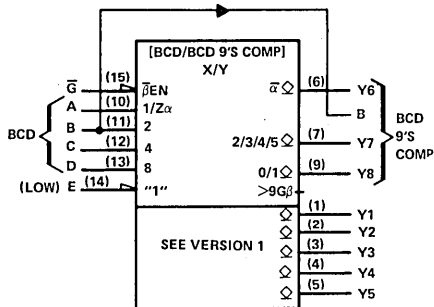 [BCD/BCD 9'S COMP]
X/Y
G̅ (15) β̅EN α̅ (6) Y6
A (10) 1/Zα
B (11) 2 B
BCD
C (12) 4 2/3/4/5 (7) Y7
BCD
9'S
COMP
D (13) 8 0/1 (9) Y8
(LOW) E (14) "1" >9Gβ
(1) Y1
SEE VERSION 1 (2) Y2
(3) Y3
(4) Y4
(5) Y5